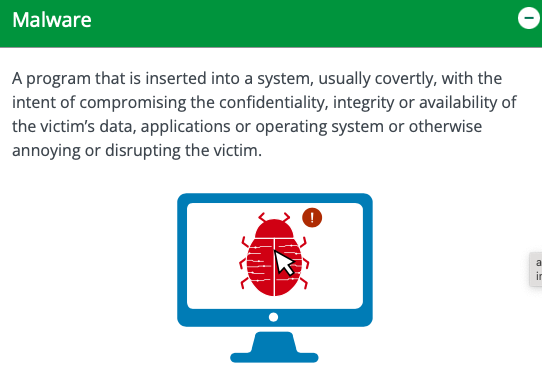 Malware
A program that is inserted into a system, usually covertly, with the
intent of compromising the confidentiality, integrity or availability of
the victim’s data, applications or operating system or otherwise
annoying or disrupting the victim.
!